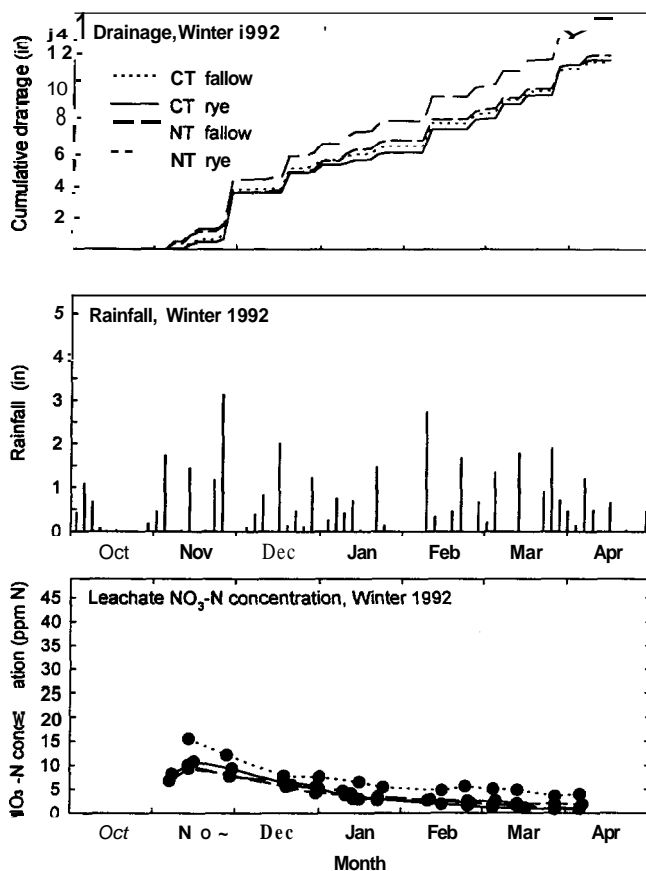 j4
Drainage, Winter i992
12
10
8
6
4
2
Cumulative drainage (in)
CT fallow
CT rye
NT fallow
NT rye
Rainfall, Winter 1992
5
4
3
2
1
0
Rainfall (in)
Oct Nov Dec Jan Feb Mar Apr
Leachate NO₃-N concentration, Winter 1992
45
40
35
30
25
20
15
10
5
0
ation (ppm N)
Oct N o ~ Dec Jan Feb Mar Apr
Month